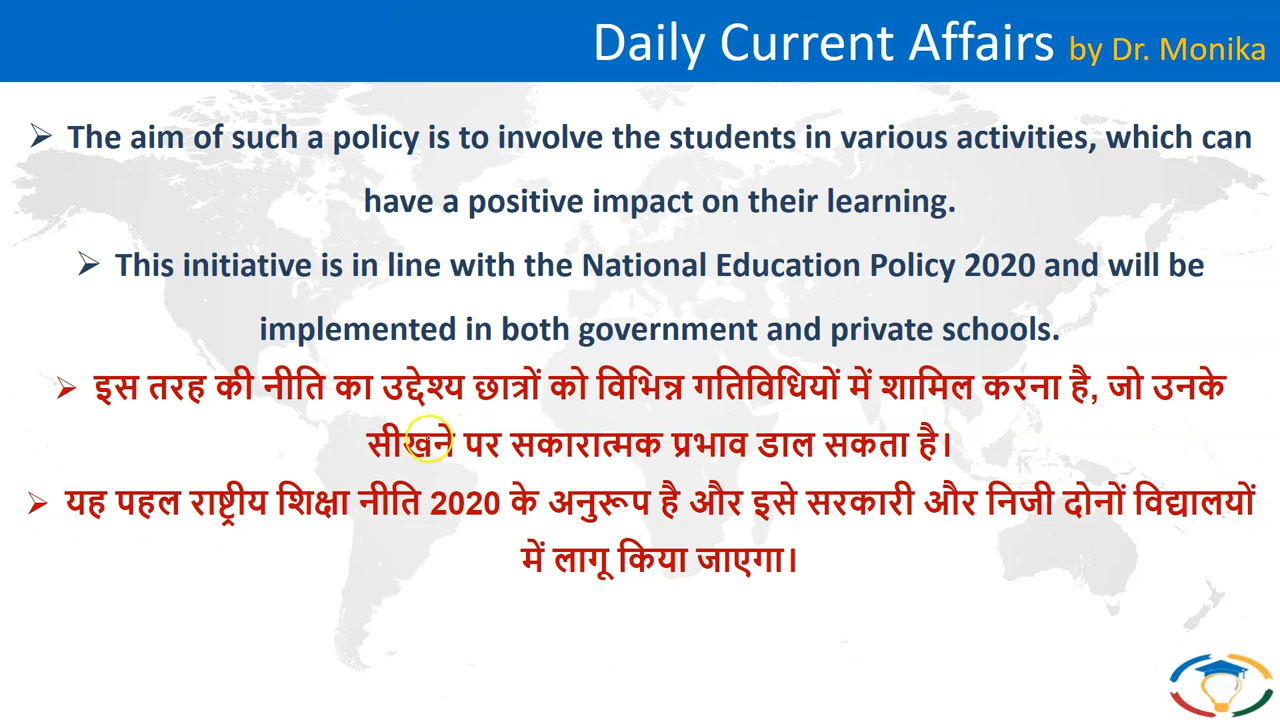 Daily Current Affairs by Dr. Monika
➢ The aim of such a policy is to involve the students in various activities, which can
have a positive impact on their learning.
➢ This initiative is in line with the National Education Policy 2020 and will be
implemented in both government and private schools.
➢ इस तरह की नीति का उद्देश्य छात्रों को विभिन्न गतिविधियों में शामिल करना है, जो उनके
सीखने पर सकारात्मक प्रभाव डाल सकता है।
➢ यह पहल राष्ट्रीय शिक्षा नीति 2020 के अनुरूप है और इसे सरकारी और निजी दोनों विद्यालयों
में लागू किया जाएगा।